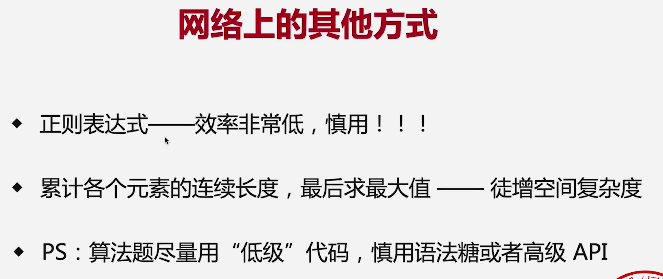 网络上的其他方式
◆ 正则表达式——效率非常低，慎用！！！
◆ 累计各个元素的连续长度，最后求最大值 —— 徒增空间复杂度
◆ PS：算法题尽量用“低级”代码，慎用语法糖或者高级 API